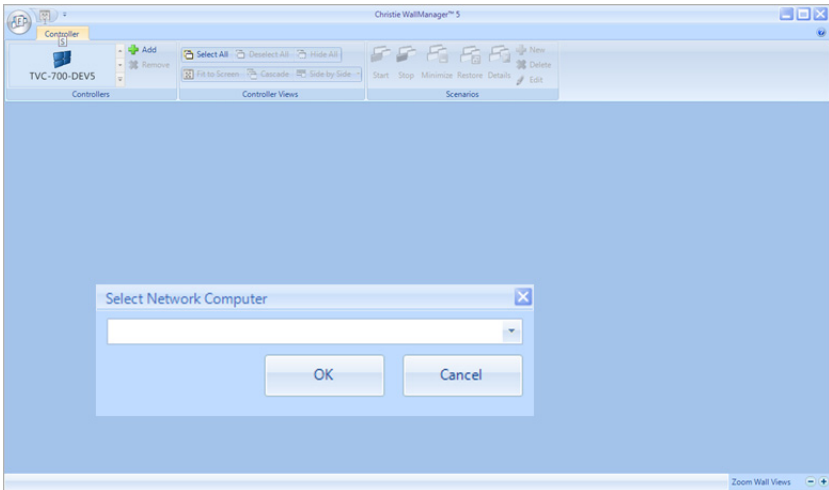 Christie WallManager™ 5
Controller
S
TVC-700-DEV5
Add
Remove
Controllers
Select All Deselect All Hide All
Fit to Screen Cascade Side by Side
Controller Views
Start Stop Minimize Restore Details
New
Delete
Edit
Scenarios
Select Network Computer
OK Cancel
Zoom Wall Views